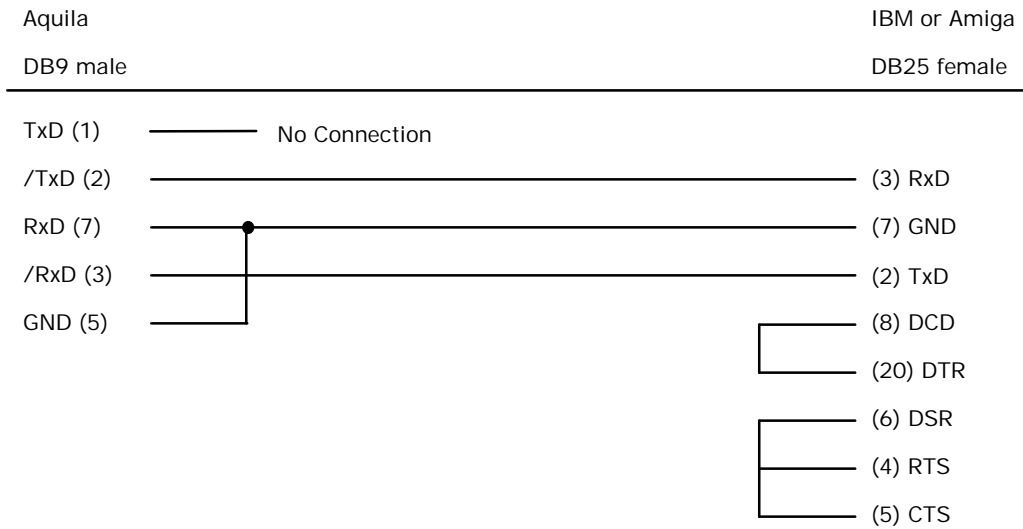 Aquila IBM or Amiga
DB9 male DB25 female
TxD (1) No Connection
/TxD (2) (3) RxD
RxD (7) (7) GND
/RxD (3) (2) TxD
GND (5) (8) DCD
(20) DTR
(6) DSR
(4) RTS
(5) CTS